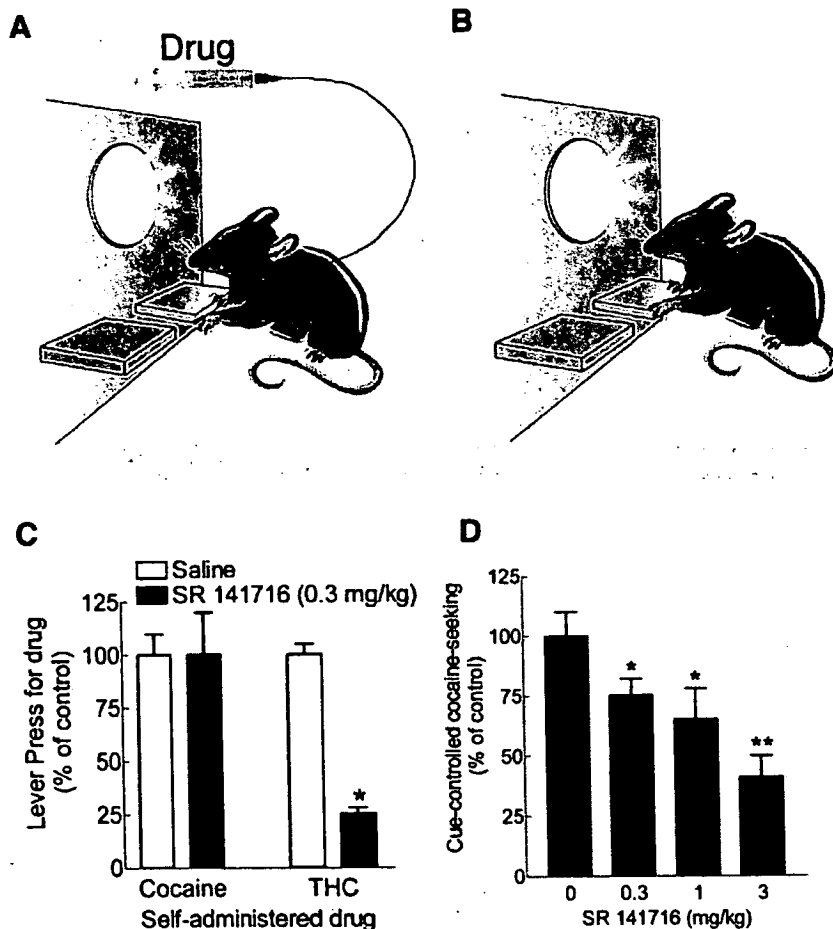 A
B
Drug
C
Saline
SR 141716 (0.3 mg/kg)
Lever Press for drug
(% of control)
125
100
75
50
25
0
*
Cocaine THC
Self-administered drug
D
Cue-controlled cocaine-seeking
(% of control)
125
100
75
50
25
0
* * **
0 0.3 1 3
SR 141716 (mg/kg)